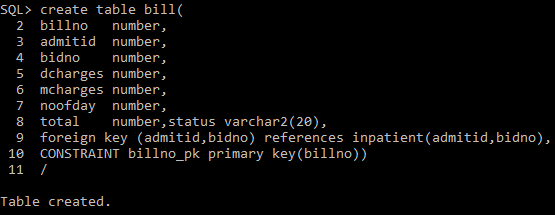 SQL> create table bill(
  2  billno   number,
  3  admitid  number,
  4  bidno    number,
  5  dcharges number,
  6  mcharges number,
  7  noofday  number,
  8  total    number,status varchar2(20),
  9  foreign key (admitid,bidno) references inpatient(admitid,bidno),
 10  CONSTRAINT billno_pk primary key(billno))
 11  /
Table created.